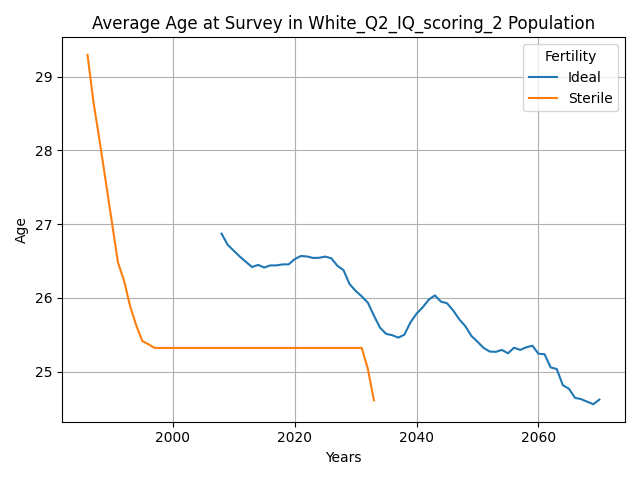 Average Age at Survey in White_Q2_IQ_scoring_2 Population
Fertility
Ideal
Sterile
29
28
27
26
25
Age
2000
2020
2040
2060
Years